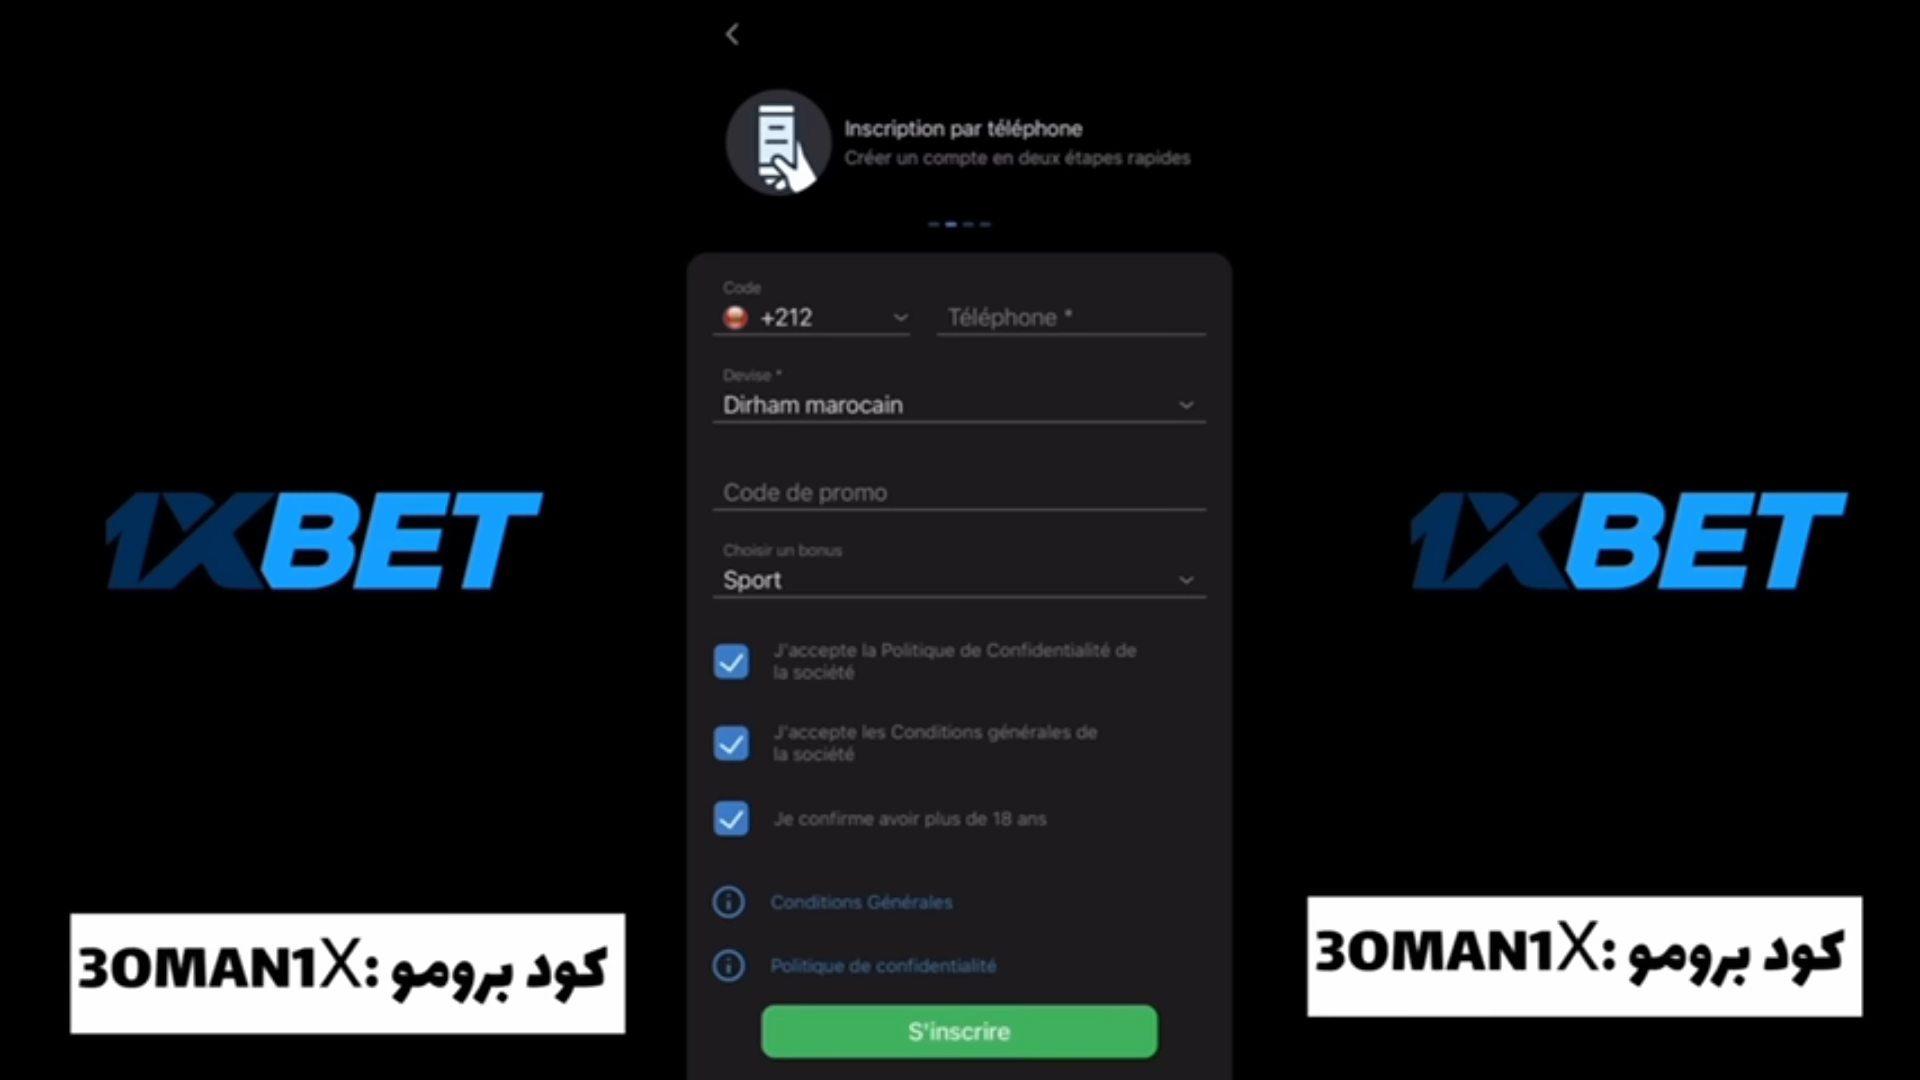 Inscription par téléphone
Créer un compte en deux étapes rapides
Code
+212
Téléphone *
Devise *
Dirham marocain
Code de promo
Choisir un bonus
Sport
J'accepte la Politique de Confidentialité de
la société
J'accepte les Conditions générales de
la société
Je confirme avoir plus de 18 ans
Conditions Générales
Politique de confidentialité
S'inscrire
1XBET
1XBET
كود برومو :3OMAN1X
كود برومو :3OMAN1X